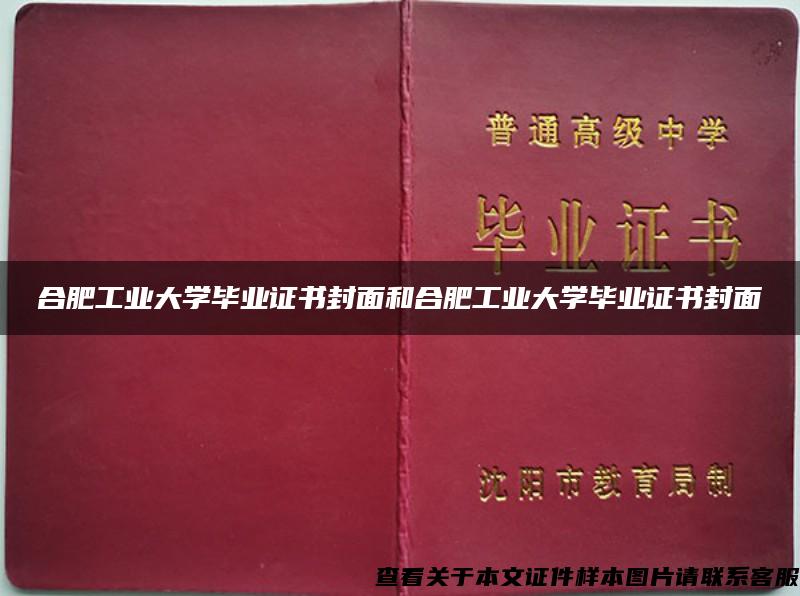 普通高级中学
毕业证书
合肥工业大学毕业证书封面和合肥工业大学毕业证书封面
沈阳市教育局制
查看关于本文证件样本图片请联系客服